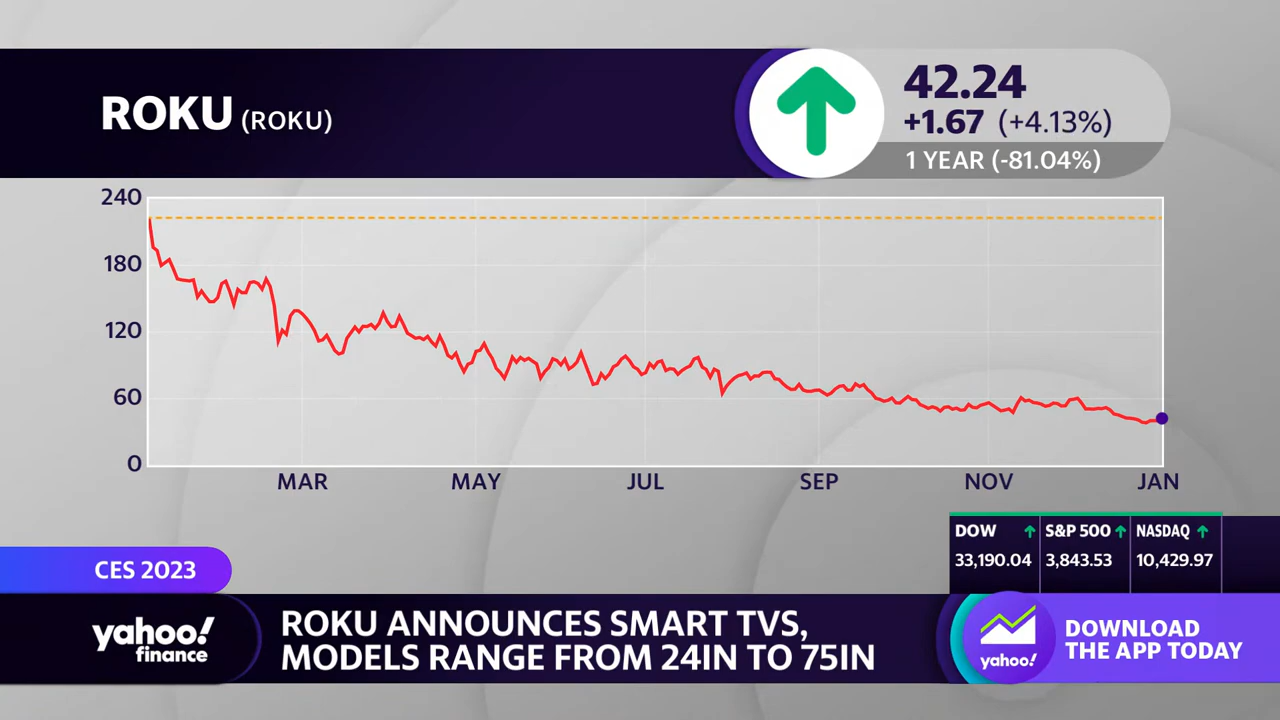 ROKU (ROKU)
42.24
+1.67 (+4.13%)
1 YEAR (-81.04%)
240
180
120
60
0
MAR MAY JUL SEP NOV JAN
DOW S&P 500 NASDAQ
33,190.04 3,843.53 10,429.97
CES 2023
yahoo!
finance
ROKU ANNOUNCES SMART TVS,
MODELS RANGE FROM 24IN TO 75IN
yahoo!
DOWNLOAD
THE APP TODAY